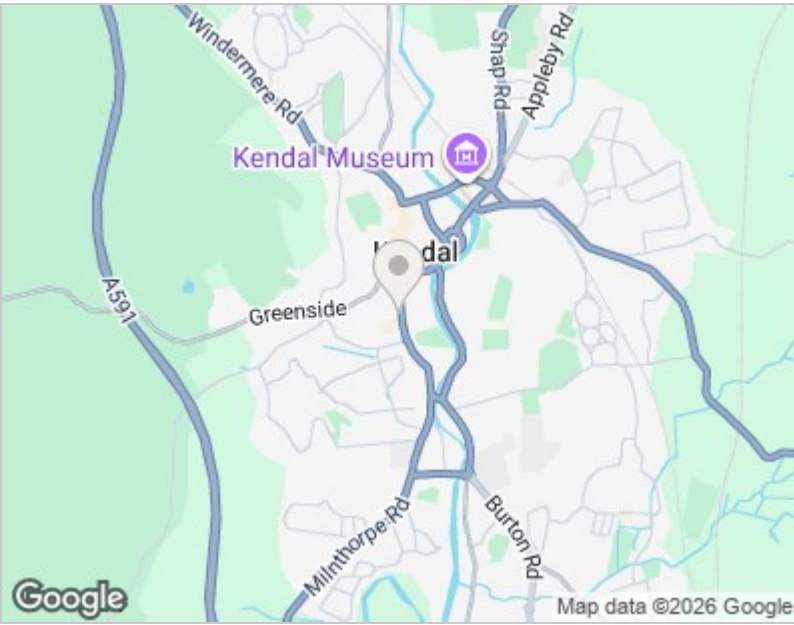 Windermere Rd
Shap Rd
Appleby Rd
Kendal Museum
dal
A591
Greenside
Milnthorpe Rd
Burton Rd
Google
Map data ©2026 Google